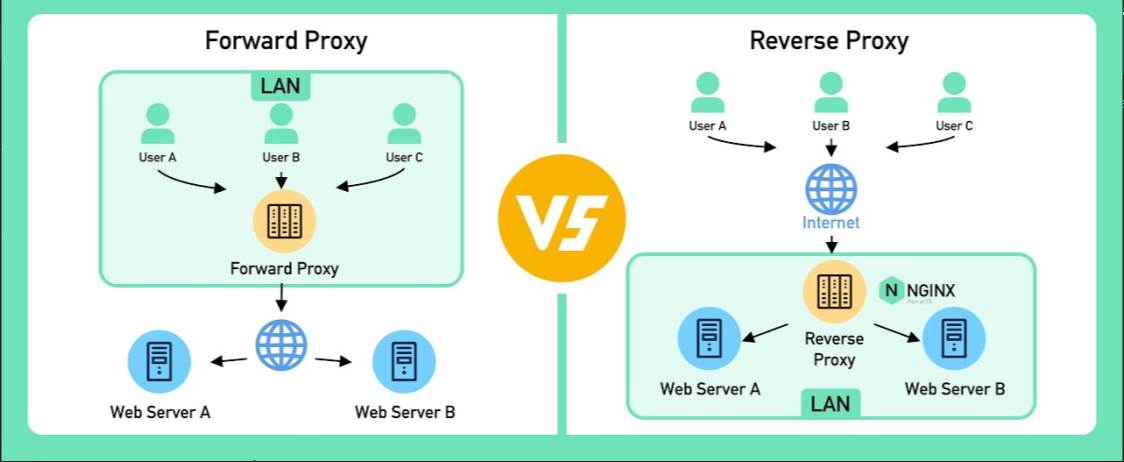 Forward Proxy
LAN
User A
User B
User C
Forward Proxy
Web Server A
Web Server B
VS
Reverse Proxy
User A
User B
User C
Internet
N NGINX
Part of F5
Reverse
Proxy
Web Server A
Web Server B
LAN